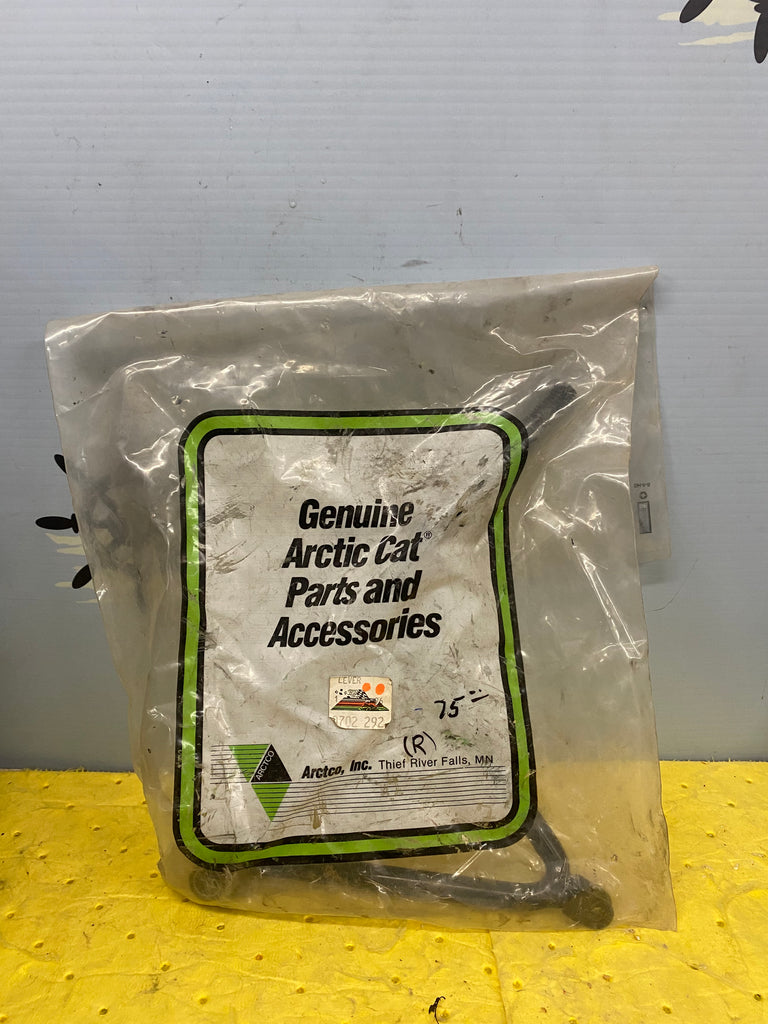 Genuine
Arctic Cat®
Parts and
Accessories
LEVER
0702 292
75=
(R)
ARCTCO
Arctco, Inc. Thief River Falls, MN